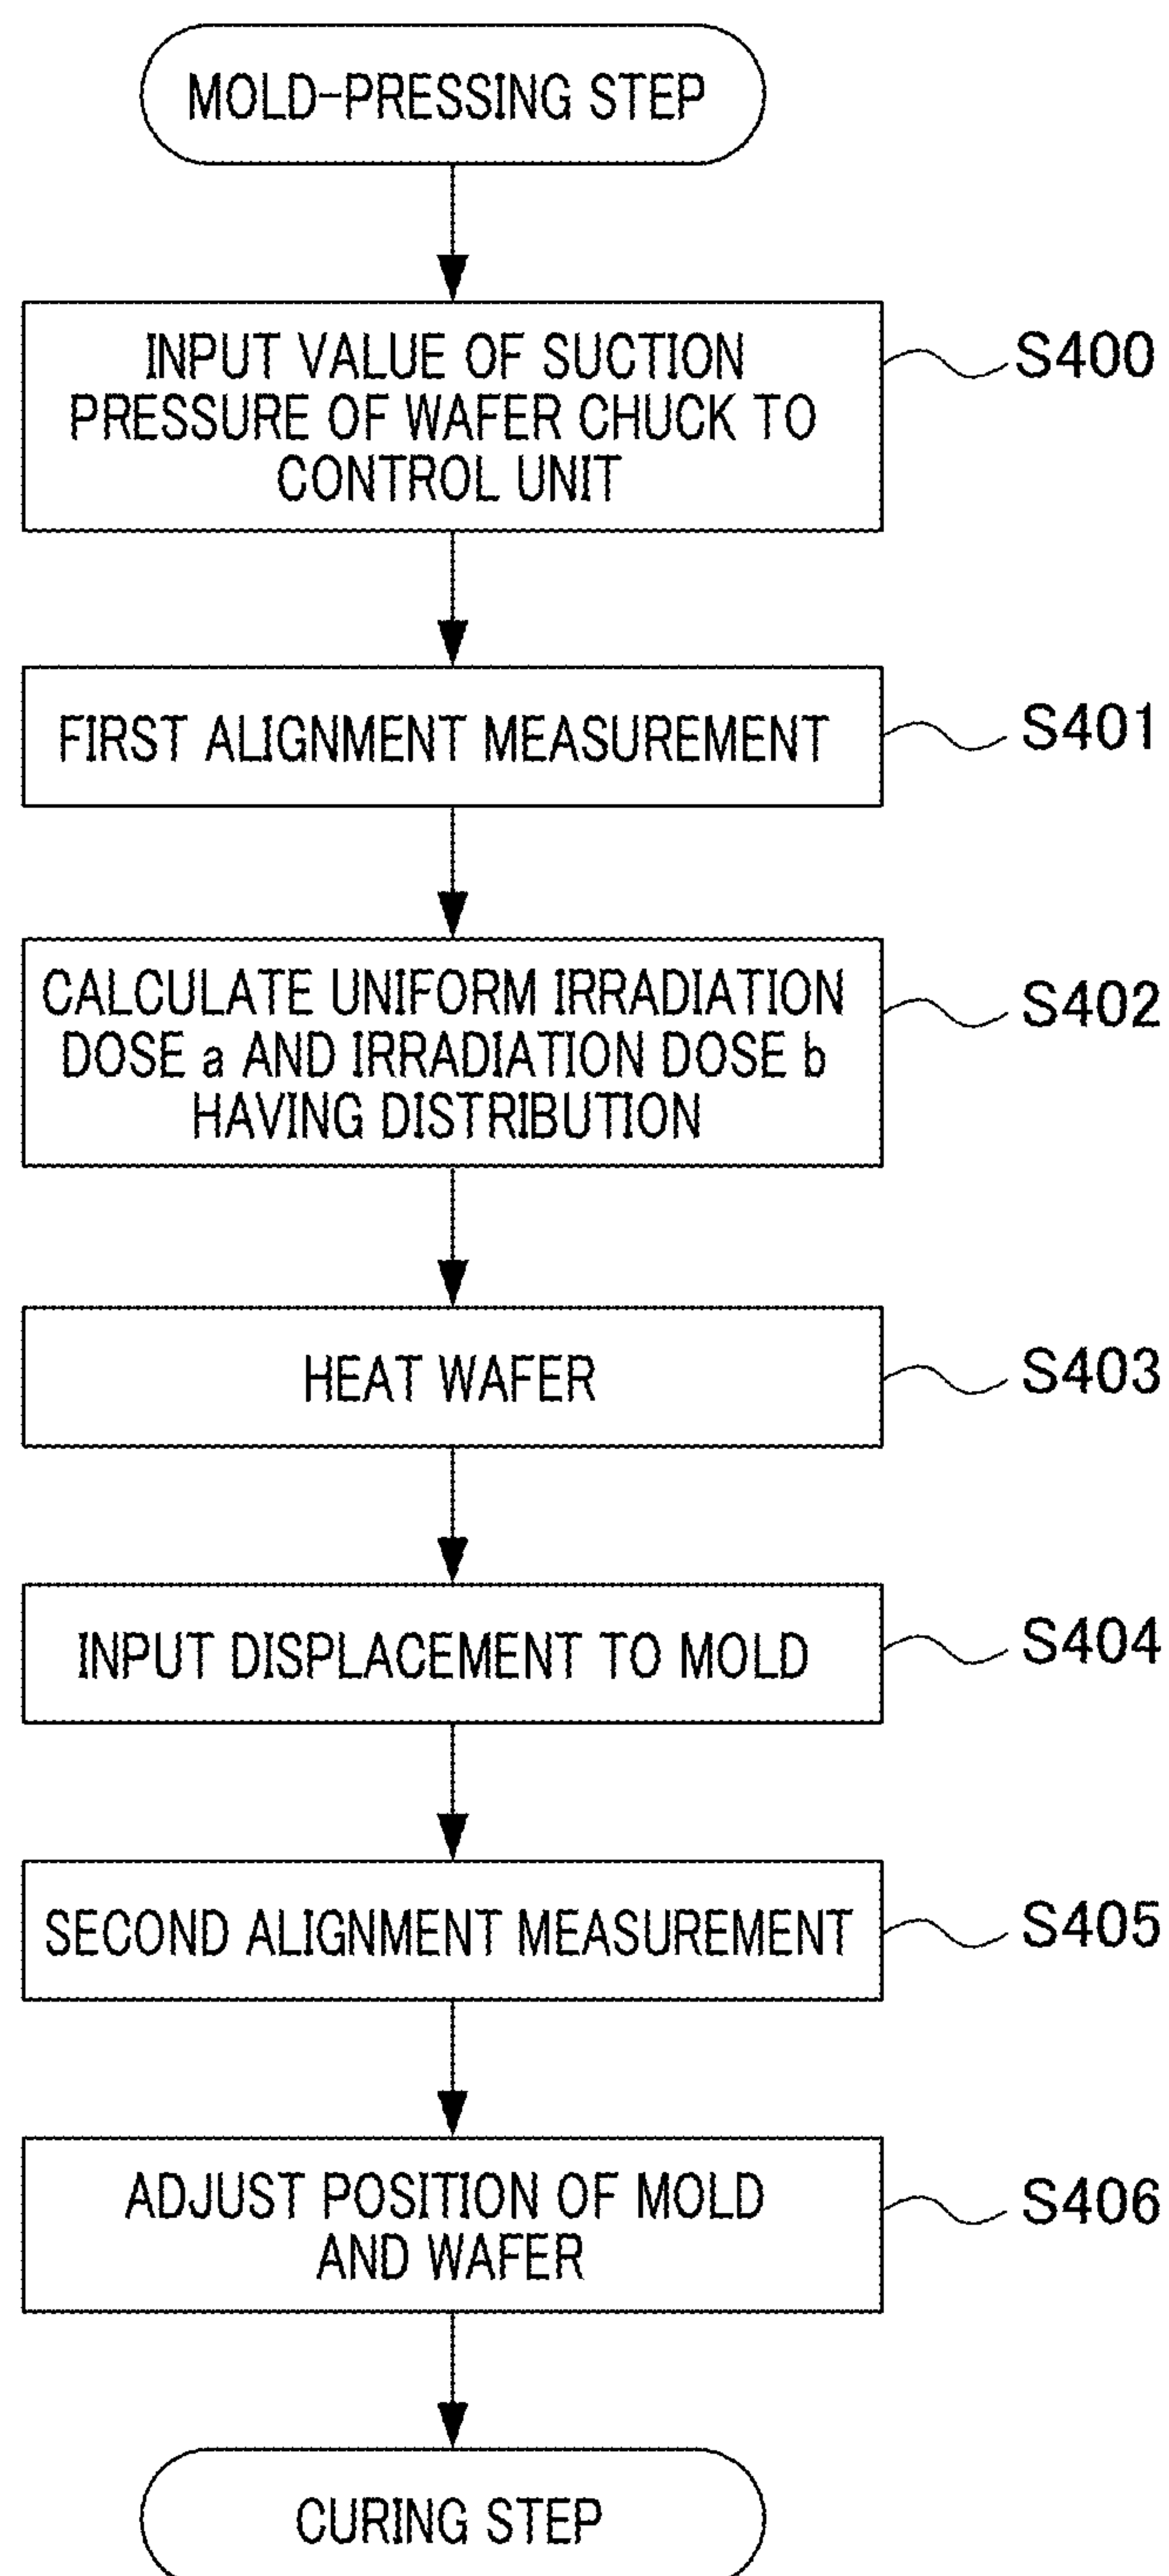 MOLD-PRESSING STEP
INPUT VALUE OF SUCTION
PRESSURE OF WAFER CHUCK TO
CONTROL UNIT
S400
FIRST ALIGNMENT MEASUREMENT
S401
CALCULATE UNIFORM IRRADIATION
DOSE a AND IRRADIATION DOSE b
HAVING DISTRIBUTION
S402
HEAT WAFER
S403
INPUT DISPLACEMENT TO MOLD
S404
SECOND ALIGNMENT MEASUREMENT
S405
ADJUST POSITION OF MOLD
AND WAFER
S406
CURING STEP